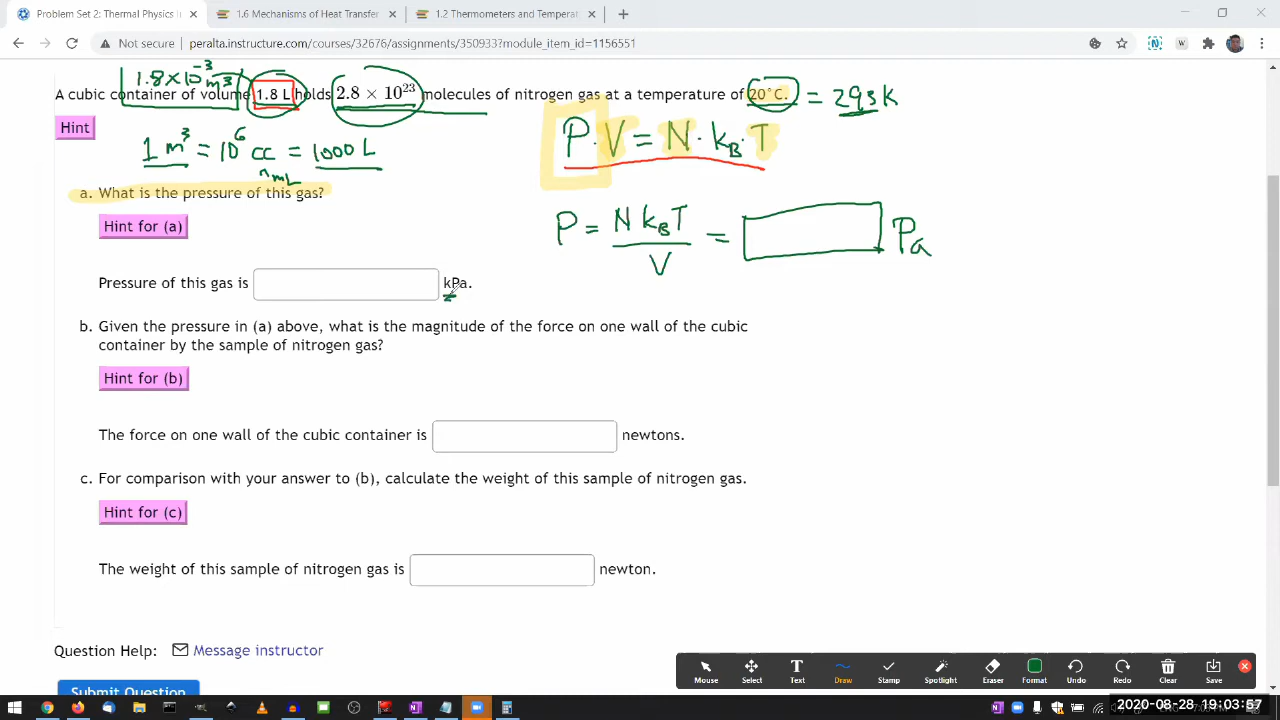 Problem Set 2: Thermal Physics (
1.6 Mechanisms of Heat Transfer
1.2 Thermometers and Temperat
Not secure | peralta.instructure.com/courses/32676/assignments/350933?module_item_id=1156551
1.8×10⁻³ m³
A cubic container of volume 1.8 L holds 2.8 × 10²³ molecules of nitrogen gas at a temperature of 20°C. = 293K
Hint
P·V = N·k_B·T
1 m³ = 10⁶ cc = 1000 L
mL
a. What is the pressure of this gas?
Hint for (a)
P = N k_B T / V = Pa
Pressure of this gas is kPa.
b. Given the pressure in (a) above, what is the magnitude of the force on one wall of the cubic
container by the sample of nitrogen gas?
Hint for (b)
The force on one wall of the cubic container is newtons.
c. For comparison with your answer to (b), calculate the weight of this sample of nitrogen gas.
Hint for (c)
The weight of this sample of nitrogen gas is newton.
Question Help: Message instructor
Submit Question
Mouse Select Text Draw Stamp Spotlight Eraser Format Undo Redo Clear Save
2020-08-28 19:03:57